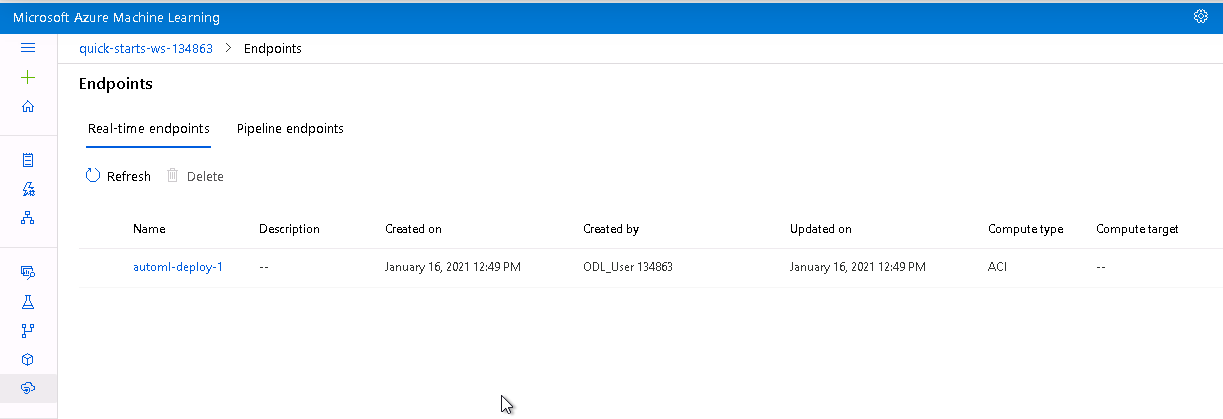 Microsoft Azure Machine Learning
quick-starts-ws-134863 > Endpoints
Endpoints
Real-time endpoints Pipeline endpoints
Refresh Delete
Name Description Created on Created by Updated on Compute type Compute target
automl-deploy-1 -- January 16, 2021 12:49 PM ODL_User 134863 January 16, 2021 12:49 PM ACI --